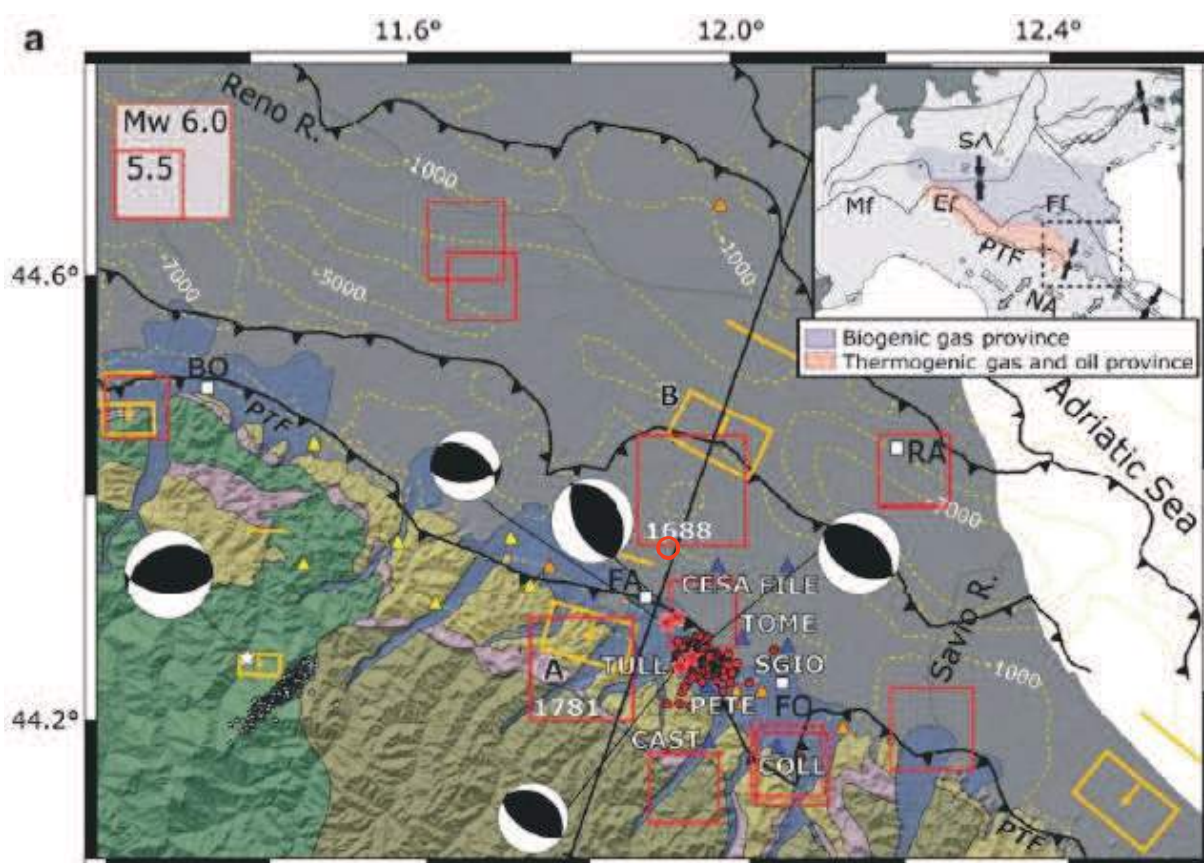 a
11.6°
12.0°
12.4°
Reno R.
Mw 6.0
5.5
-1000
-7000
-5000
-1000
44.6°
SA
Mf
Ef
Ff
PTF
NA
Biogenic gas province
Thermogenic gas and oil province
BO
PTF
B
RA
Adriatic Sea
-7000
1688
FA
CESA FILE
TOME
Savio R.
A
TULL
SGIO
-1000
1781
PETE
FO
44.2°
CAST
COLL
PTF